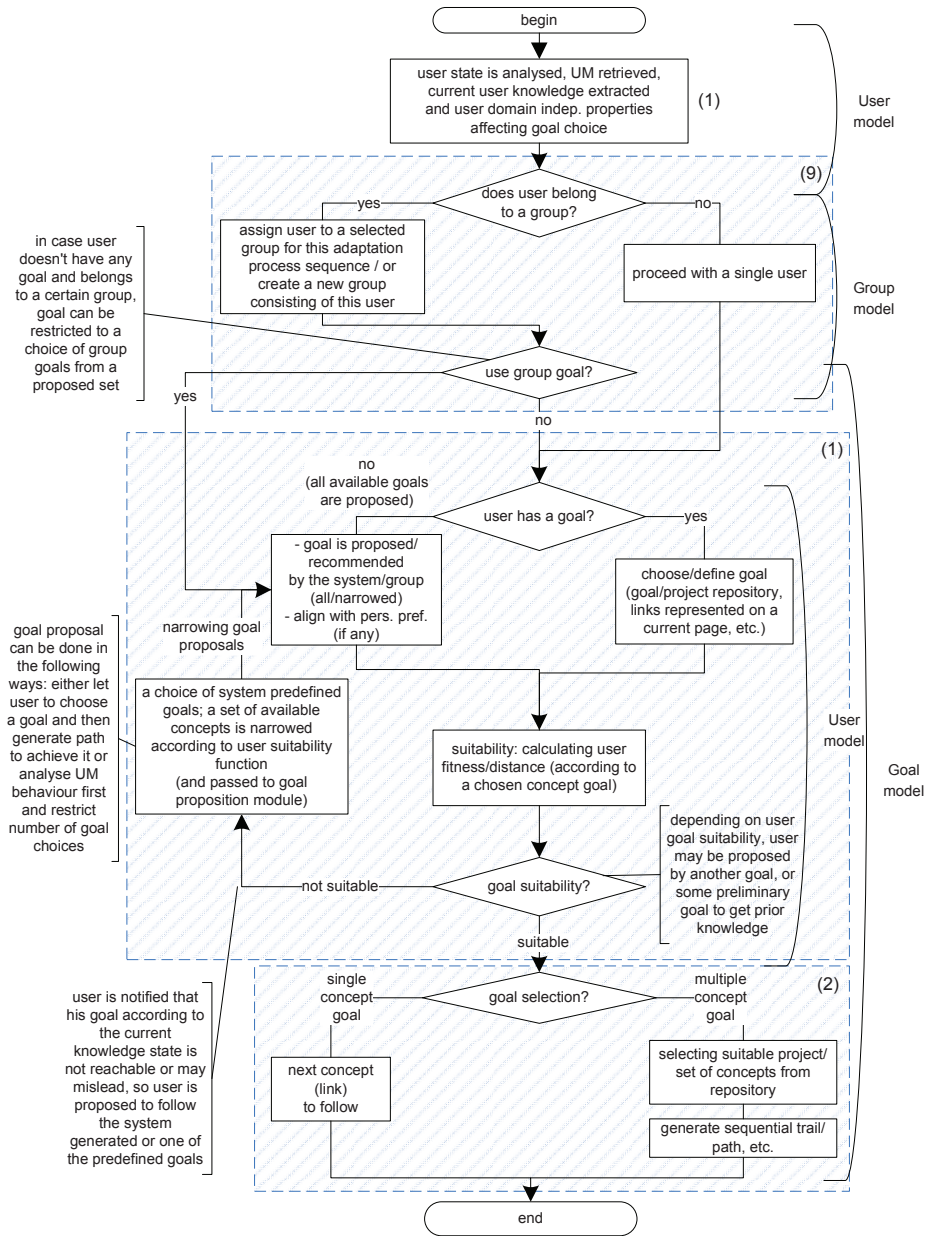 begin
user state is analysed, UM retrieved,
current user knowledge extracted
and user domain indep. properties
affecting goal choice
(1)
User
model
(9)
does user belong
to a group?
yes
no
assign user to a selected
group for this adaptation
process sequence / or
create a new group
consisting of this user
proceed with a single user
in case user
doesn't have any
goal and belongs
to a certain group,
goal can be
restricted to a
choice of group
goals from a
proposed set
Group
model
use group goal?
yes
no
(1)
no
(all available goals
are proposed)
user has a goal?
yes
- goal is proposed/
recommended
by the system/group
(all/narrowed)
- align with pers. pref.
(if any)
choose/define goal
(goal/project repository,
links represented on a
current page, etc.)
narrowing goal
proposals
goal proposal
can be done in
the following
ways: either let
user to choose
a goal and then
generate path
to achieve it or
analyse UM
behaviour first
and restrict
number of goal
choices
a choice of system predefined
goals; a set of available
concepts is narrowed
according to user suitability
function
(and passed to goal
proposition module)
suitability: calculating user
fitness/distance (according to
a chosen concept goal)
User
model
Goal
model
depending on user
goal suitability, user
may be proposed
by another goal, or
some preliminary
goal to get prior
knowledge
not suitable
goal suitability?
suitable
(2)
single
concept
goal
goal selection?
multiple
concept
goal
user is notified that
his goal according to
the current
knowledge state is
not reachable or may
mislead, so user is
proposed to follow
the system
generated or one of
the predefined goals
next concept
(link)
to follow
selecting suitable project/
set of concepts from
repository
generate sequential trail/
path, etc.
end